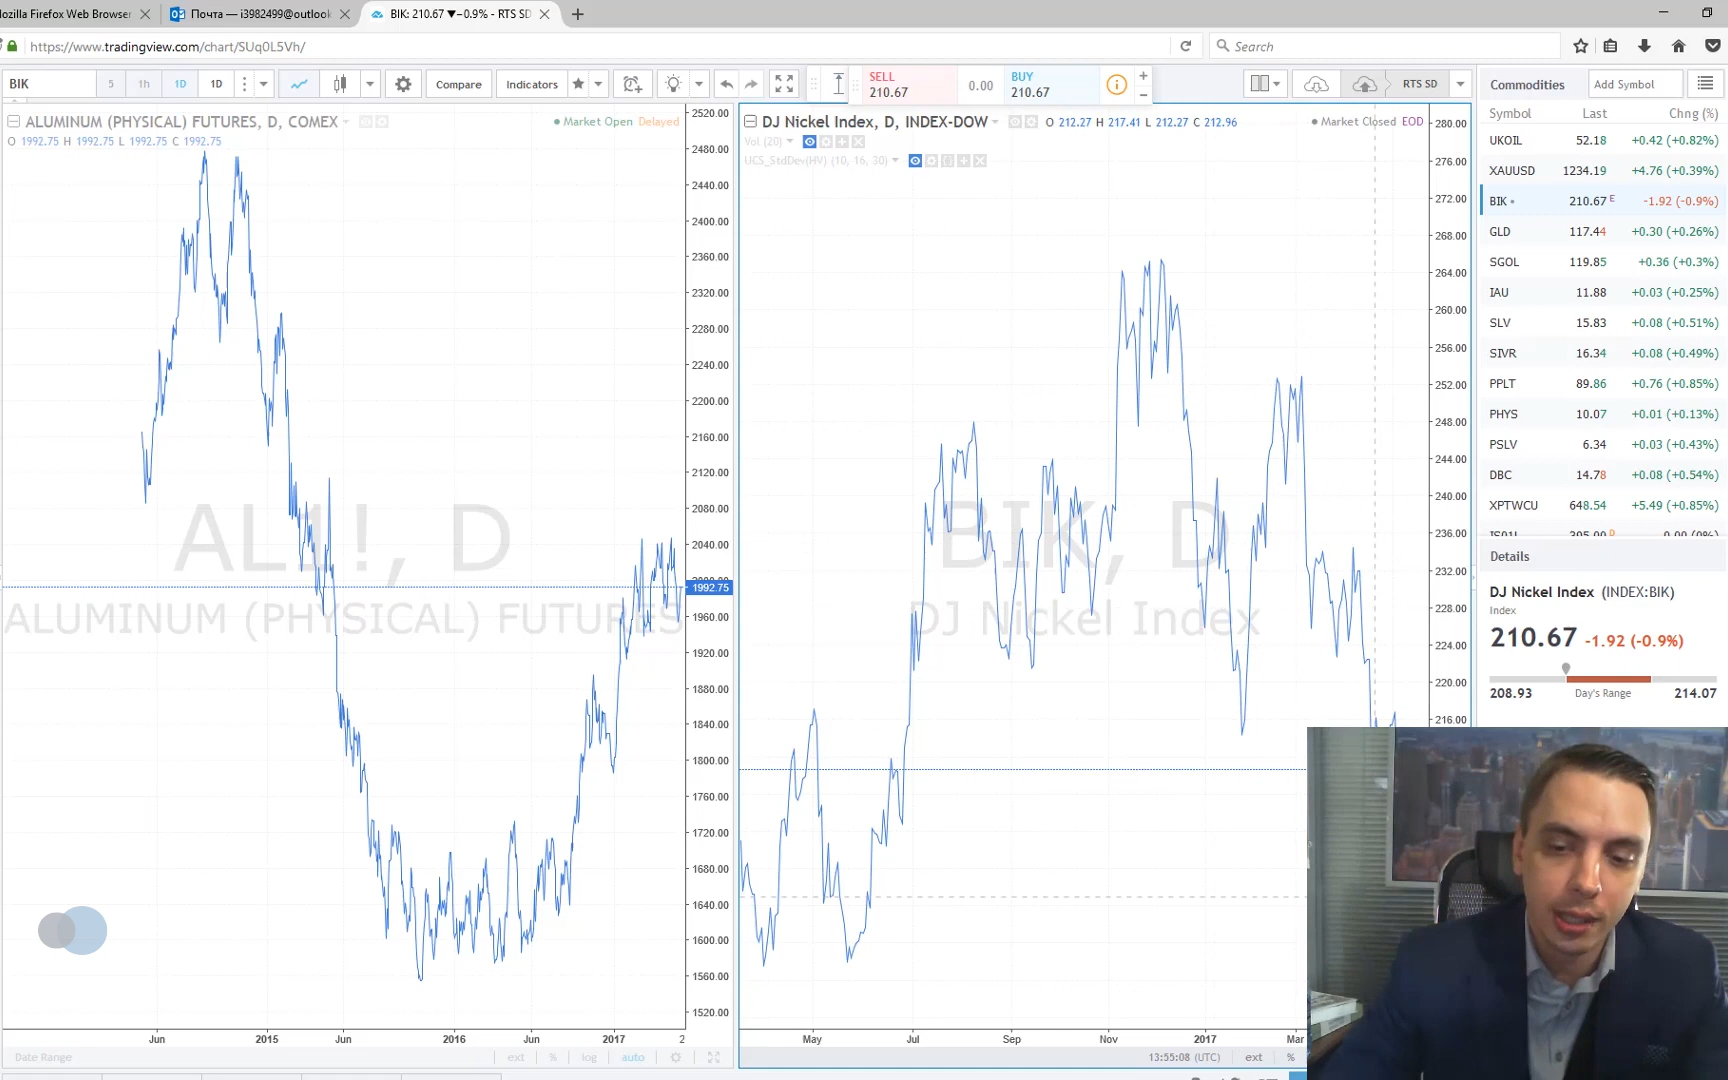 ozilla Firefox Web Browser
Почта — i3982499@outlook
BIK: 210.67 ▼−0.9% - RTS SD
https://www.tradingview.com/chart/SUq0L5Vh/
Search
BIK
5 1h 1D 1D
Compare
Indicators
SELL
210.67
0.00
BUY
210.67
RTS SD
Commodities
Add Symbol
ALUMINUM (PHYSICAL) FUTURES, D, COMEX
Market Open Delayed
O 1992.75 H 1992.75 L 1992.75 C 1992.75
2520.00
2480.00
2440.00
2400.00
2360.00
2320.00
2280.00
2240.00
2200.00
2160.00
2120.00
2080.00
2040.00
1992.75
1960.00
1920.00
1880.00
1840.00
1800.00
1760.00
1720.00
1680.00
1640.00
1600.00
1560.00
1520.00
AL1!, D
ALUMINUM (PHYSICAL) FUTURES
Jun 2015 Jun 2016 Jun 2017 2
Date Range
ext % log auto
DJ Nickel Index, D, INDEX-DOW
O 212.27 H 217.41 L 212.27 C 212.96
Market Closed EOD
Vol (20)
UCS_StdDev(HV) (10, 16, 30)
280.00
276.00
272.00
268.00
264.00
260.00
256.00
252.00
248.00
244.00
240.00
236.00
232.00
228.00
224.00
220.00
216.00
BIK, D
DJ Nickel Index
May Jul Sep Nov 2017 Mar
13:55:08 (UTC) ext %
Symbol Last Chng (%)
UKOIL 52.18 +0.42 (+0.82%)
XAUUSD 1234.19 +4.76 (+0.39%)
BIK 210.67 E -1.92 (-0.9%)
GLD 117.44 +0.30 (+0.26%)
SGOL 119.85 +0.36 (+0.3%)
IAU 11.88 +0.03 (+0.25%)
SLV 15.83 +0.08 (+0.51%)
SIVR 16.34 +0.08 (+0.49%)
PPLT 89.86 +0.76 (+0.85%)
PHYS 10.07 +0.01 (+0.13%)
PSLV 6.34 +0.03 (+0.43%)
DBC 14.78 +0.08 (+0.54%)
XPTWCU 648.54 +5.49 (+0.85%)
Details
DJ Nickel Index (INDEX:BIK)
Index
210.67 -1.92 (-0.9%)
208.93 Day's Range 214.07